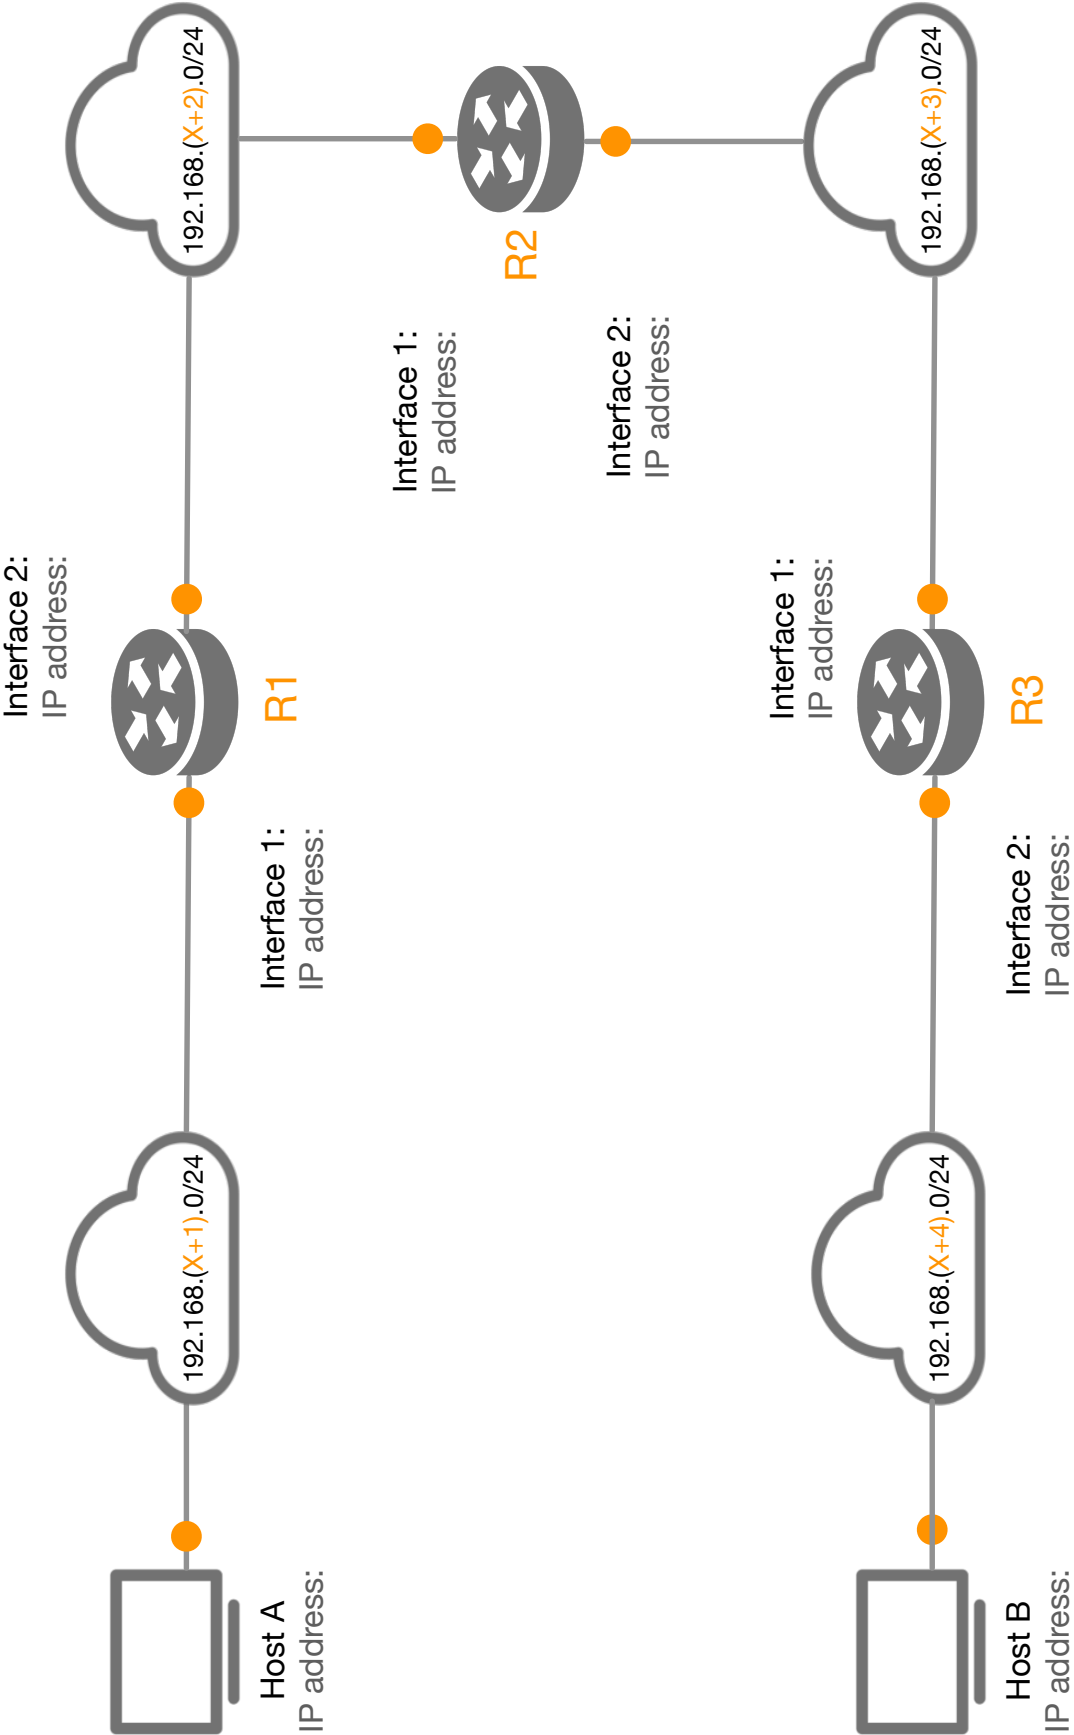 Host A
IP address:
192.168.(X+1).0/24
Interface 1:
IP address:
R1
Interface 2:
IP address:
192.168.(X+2).0/24
Interface 1:
IP address:
R2
Interface 2:
IP address:
192.168.(X+3).0/24
Interface 1:
IP address:
R3
Interface 2:
IP address:
192.168.(X+4).0/24
Host B
IP address: